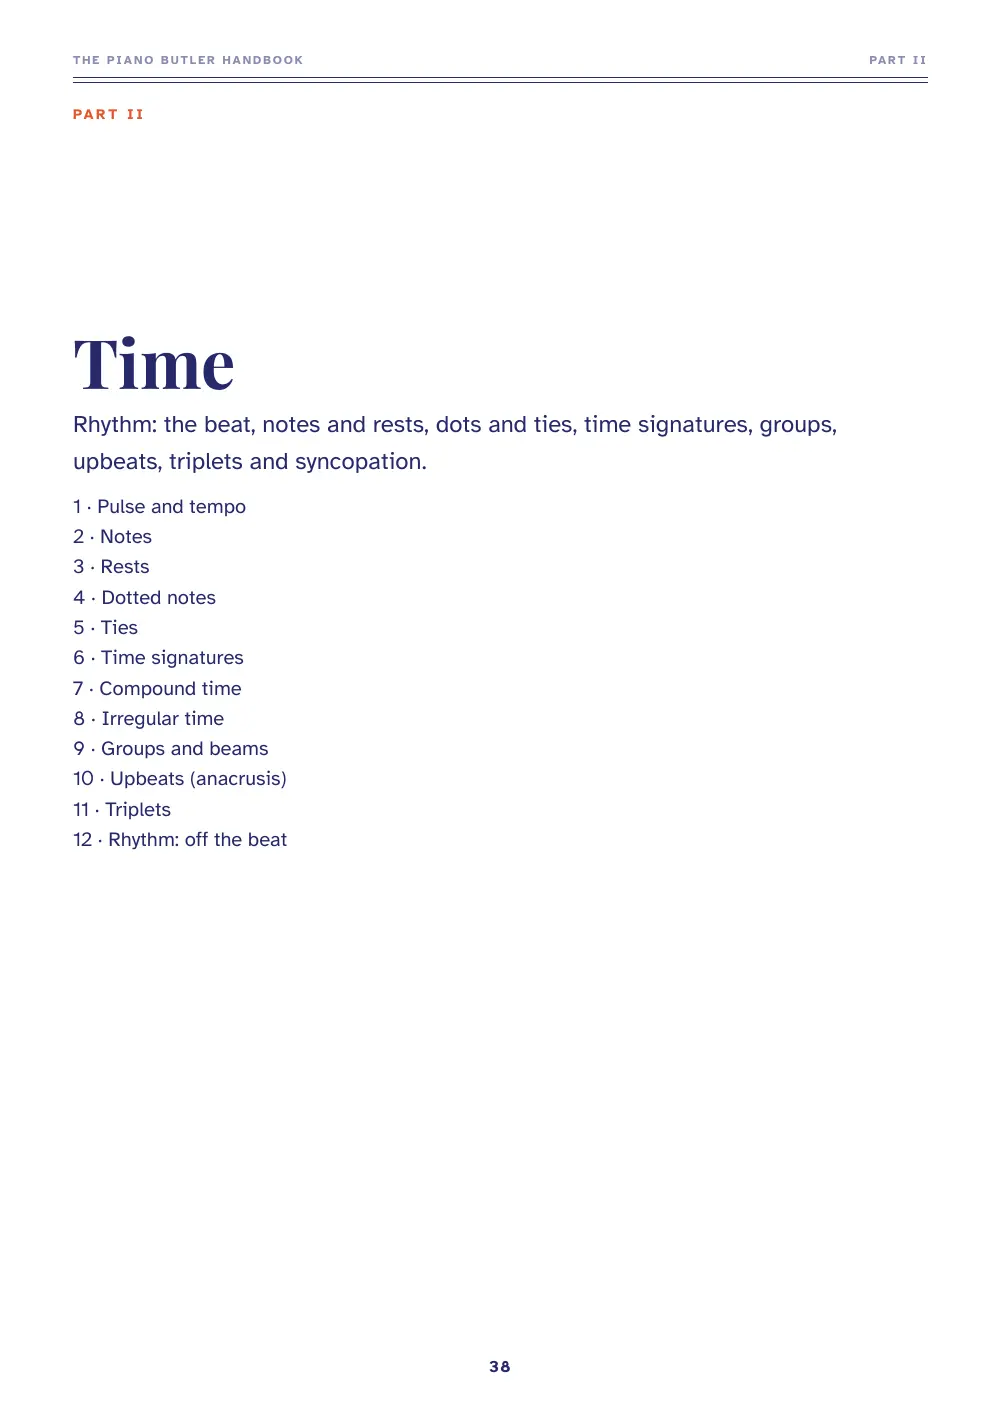 THE PIANO BUTLER HANDBOOK
PART II
PART II
Time
Rhythm: the beat, notes and rests, dots and ties, time signatures, groups,
upbeats, triplets and syncopation.
1 · Pulse and tempo
2 · Notes
3 · Rests
4 · Dotted notes
5 · Ties
6 · Time signatures
7 · Compound time
8 · Irregular time
9 · Groups and beams
10 · Upbeats (anacrusis)
11 · Triplets
12 · Rhythm: off the beat
38